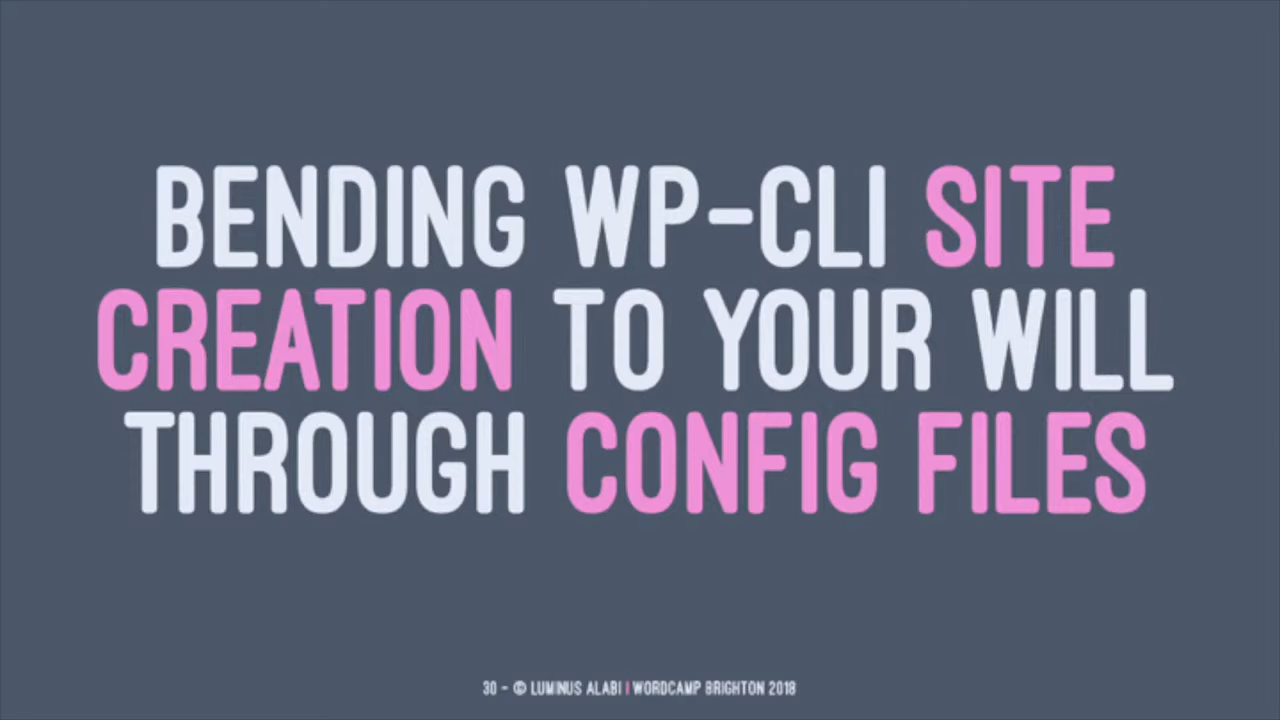 BENDING WP-CLI SITE
CREATION TO YOUR WILL
THROUGH CONFIG FILES
30 - © LUMINUS ALABI | WORDCAMP BRIGHTON 2018